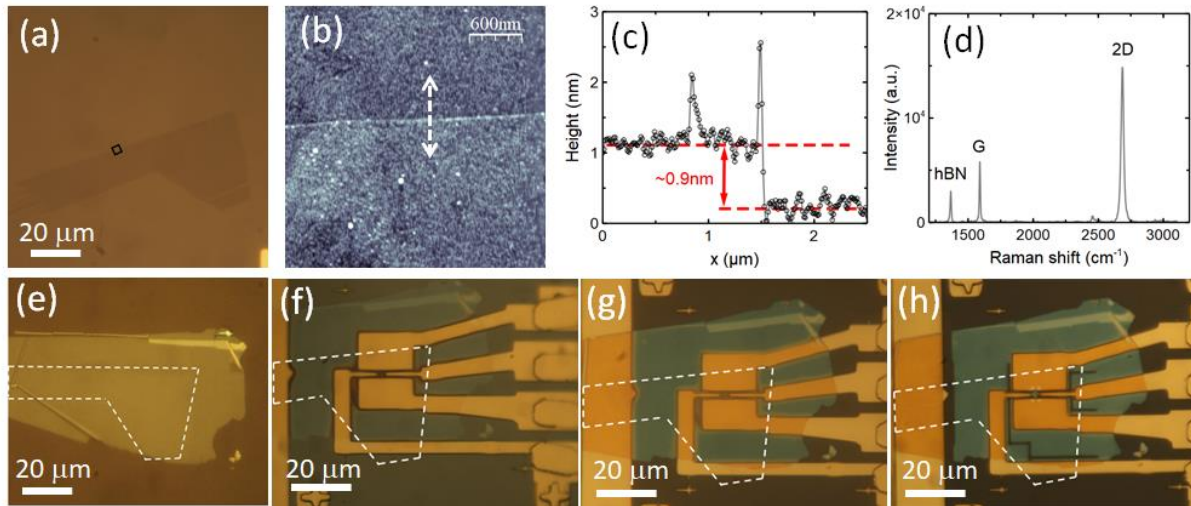 (a)
20 μm
(b)
600nm
(c)
Height (nm)
3
2
1
0
~0.9nm
0
1
2
x (μm)
(d)
2×10⁴
1×10⁴
0
Intensity (a.u.)
hBN
G
2D
1500
2000
2500
3000
Raman shift (cm⁻¹)
(e)
20 μm
(f)
20 μm
(g)
20 μm
(h)
20 μm